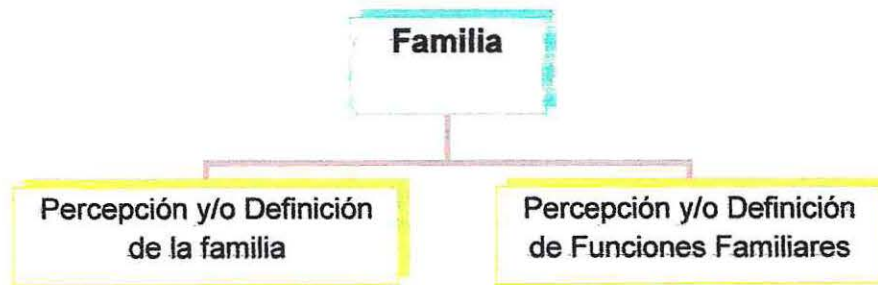 Familia
Percepción y/o Definición
de la familia
Percepción y/o Definición
de Funciones Familiares